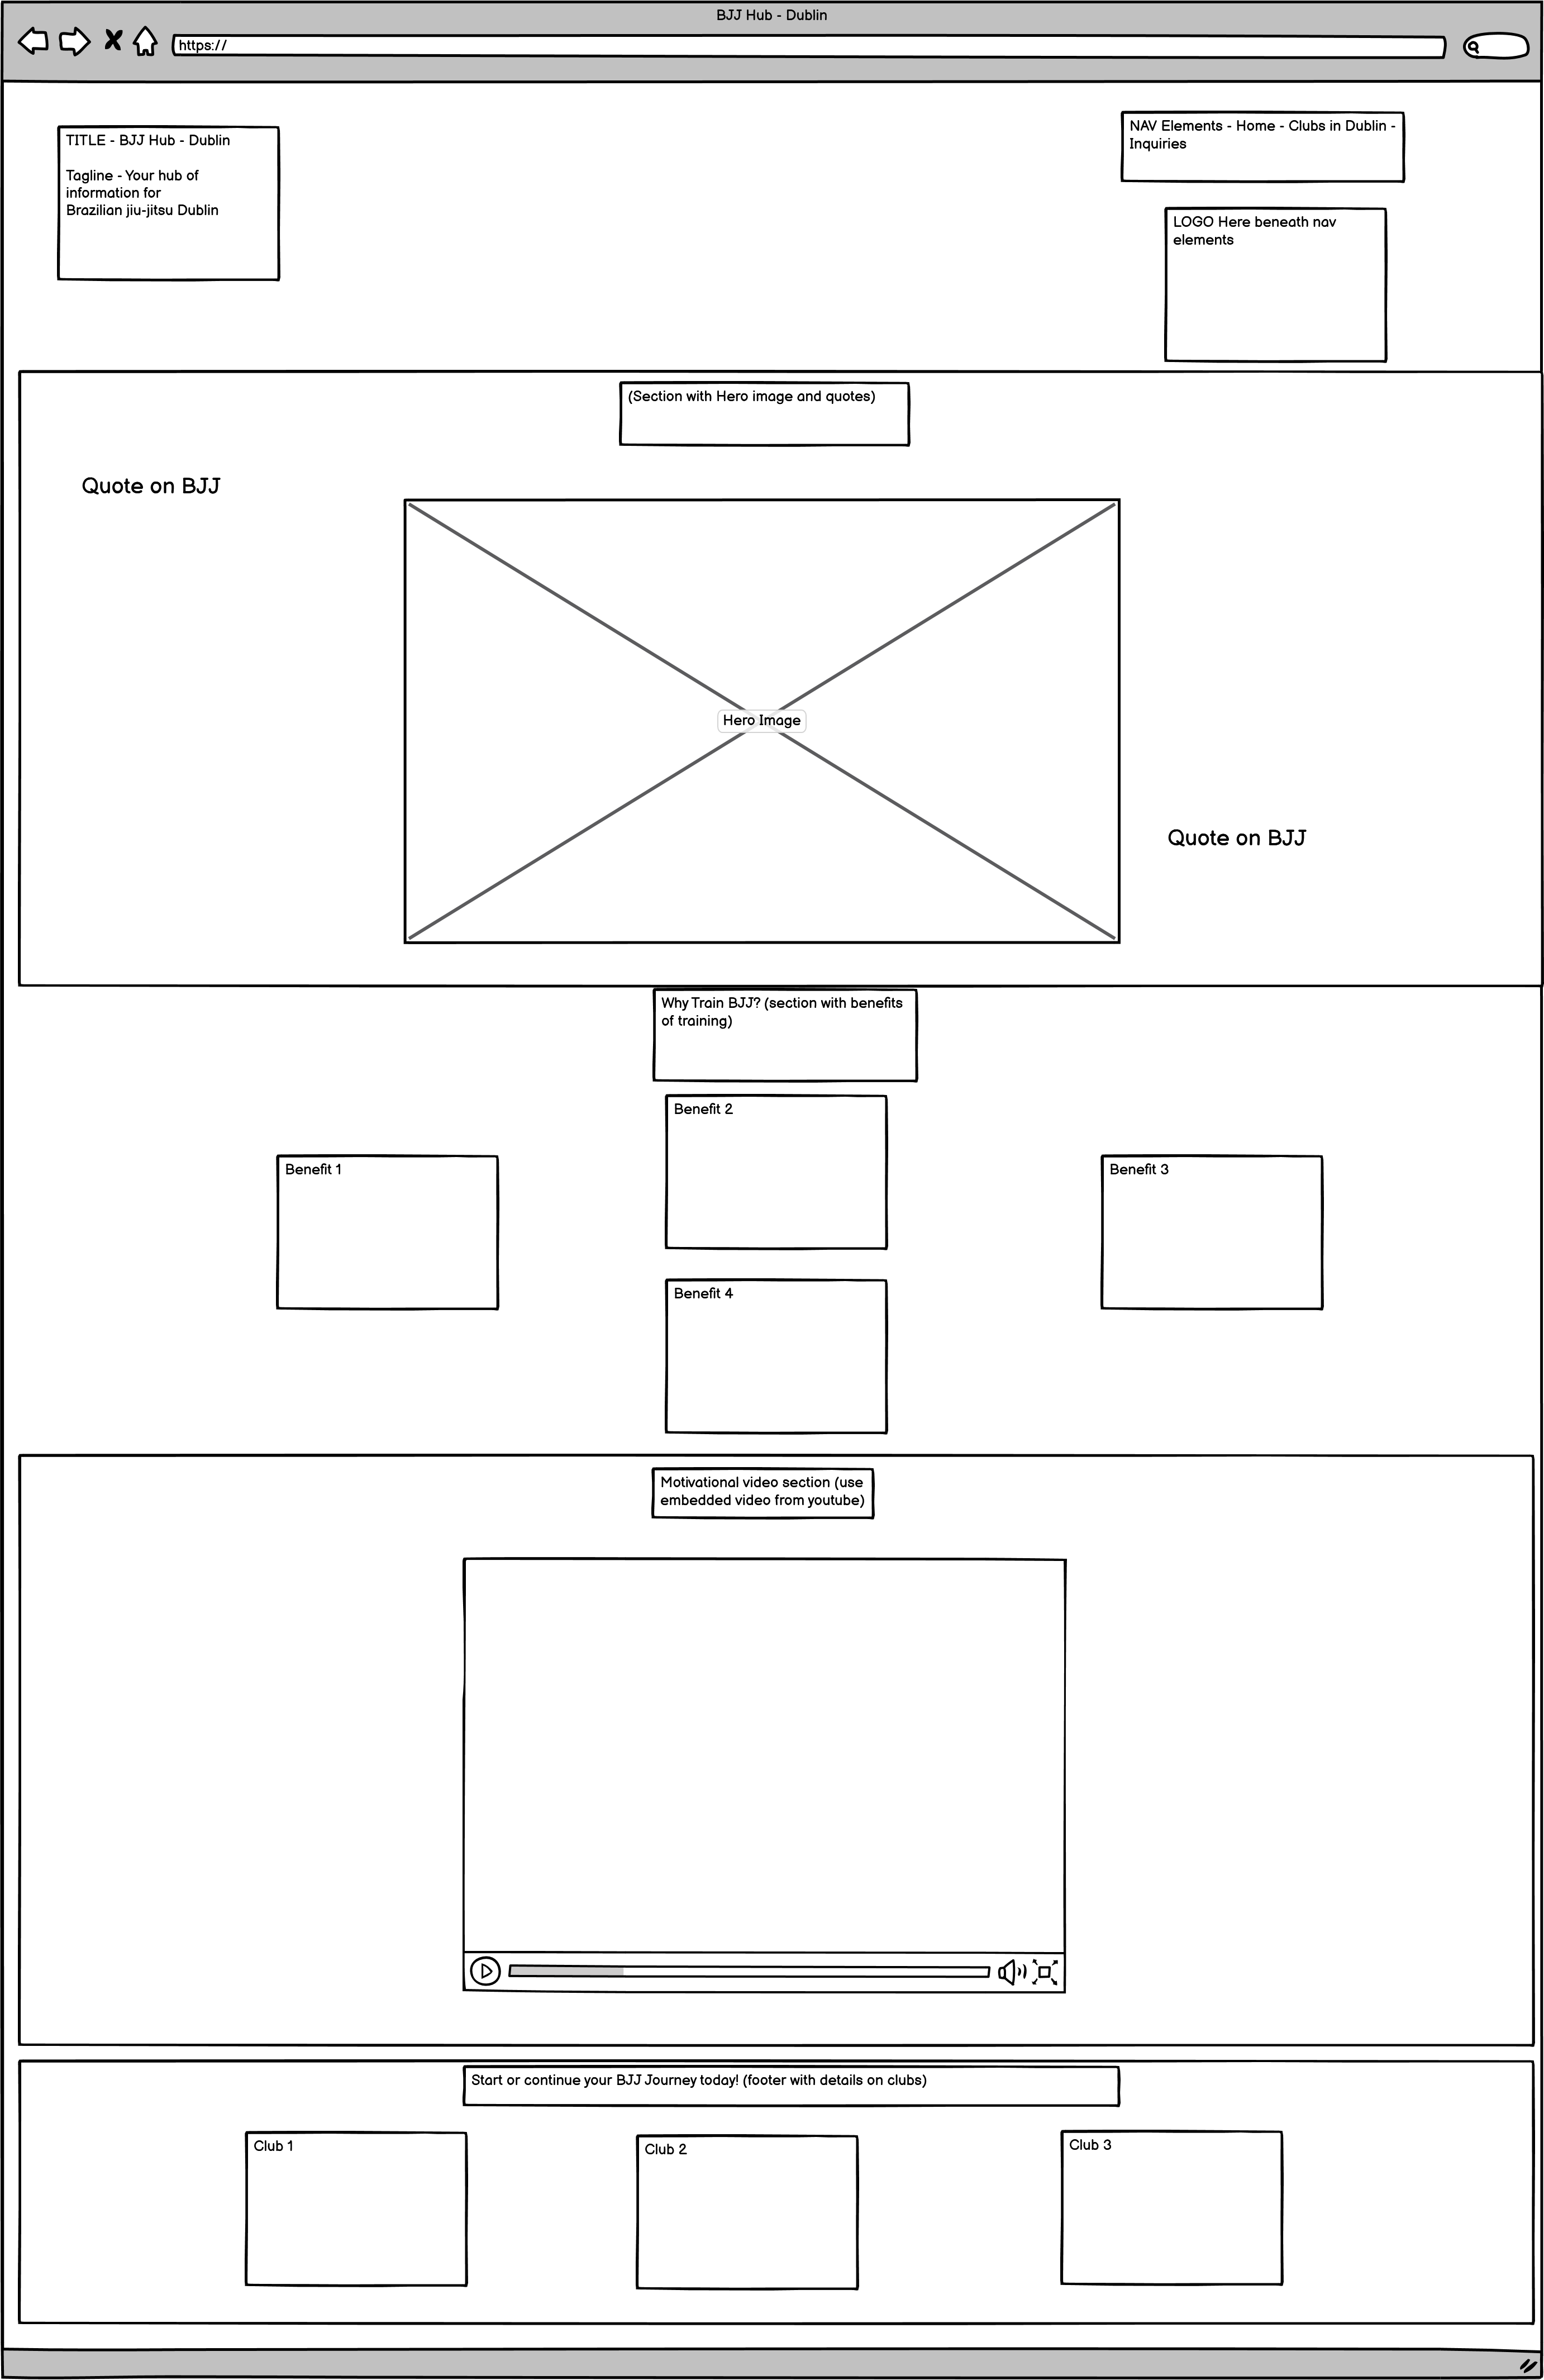 BJJ Hub - Dublin
https://
TITLE - BJJ Hub - Dublin
Tagline - Your hub of
information for
Brazilian jiu-jitsu Dublin
NAV Elements - Home - Clubs in Dublin -
Inquiries
LOGO Here beneath nav
elements
(Section with Hero image and quotes)
Quote on BJJ
Hero Image
Quote on BJJ
Why Train BJJ? (section with benefits
of training)
Benefit 2
Benefit 1
Benefit 3
Benefit 4
Motivational video section (use
embedded video from youtube)
Start or continue your BJJ Journey today! (footer with details on clubs)
Club 1
Club 2
Club 3